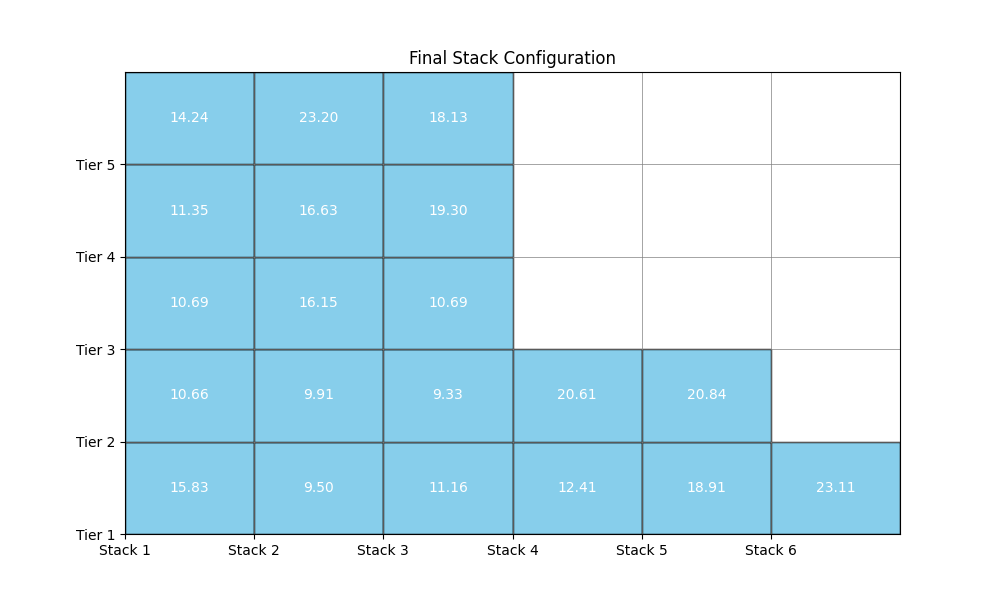 Final Stack Configuration
14.24 23.20 18.13
Tier 5
11.35 16.63 19.30
Tier 4
10.69 16.15 10.69
Tier 3
10.66 9.91 9.33 20.61 20.84
Tier 2
15.83 9.50 11.16 12.41 18.91 23.11
Tier 1
Stack 1 Stack 2 Stack 3 Stack 4 Stack 5 Stack 6